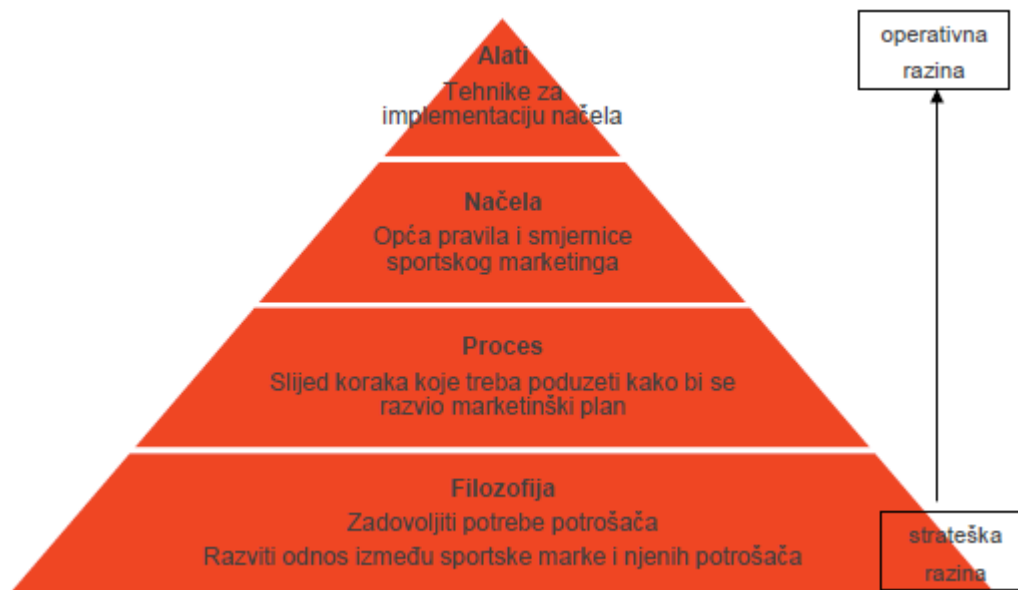 Alati
Tehnike za
implementaciju načela
operativna
razina
Načela
Opća pravila i smjernice
sportskog marketinga
Proces
Slijed koraka koje treba poduzeti kako bi se
razvio marketinški plan
Filozofija
Zadovoljiti potrebe potrošača
Razviti odnos između sportske marke i njenih potrošača
strateška
razina